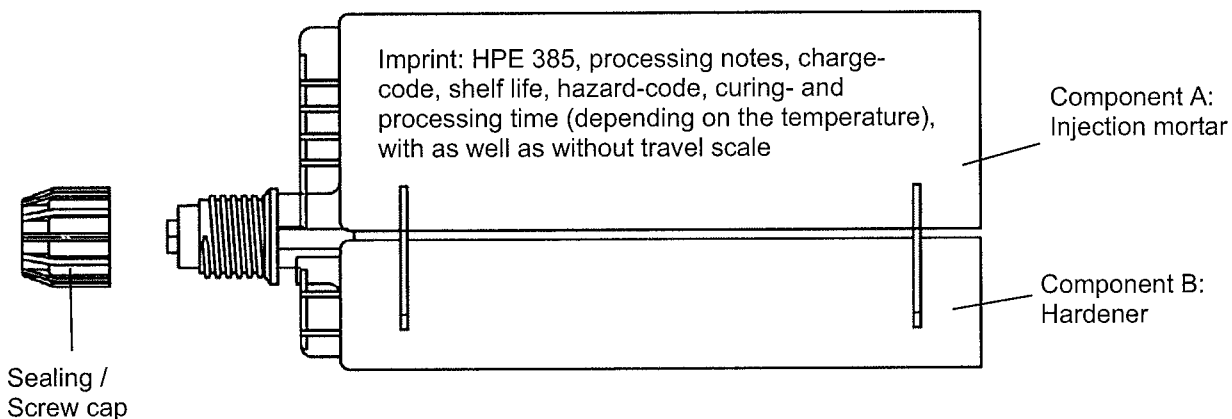 Imprint: HPE 385, processing notes, charge-
code, shelf life, hazard-code, curing- and
processing time (depending on the temperature),
with as well as without travel scale
Component A:
Injection mortar
Component B:
Hardener
Sealing /
Screw cap